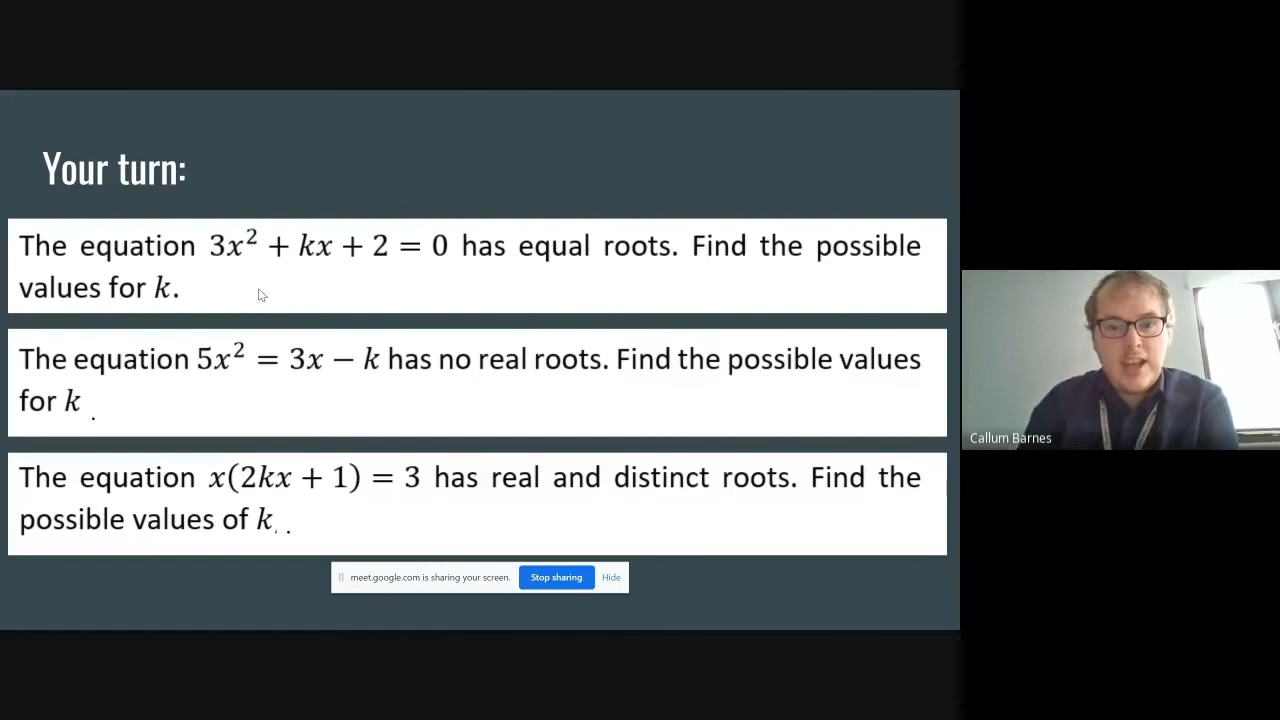 Your turn:
The equation 3x² + kx + 2 = 0 has equal roots. Find the possible
values for k.
The equation 5x² = 3x − k has no real roots. Find the possible values
for k .
The equation x(2kx + 1) = 3 has real and distinct roots. Find the
possible values of k. .
meet.google.com is sharing your screen. Stop sharing Hide
Callum Barnes